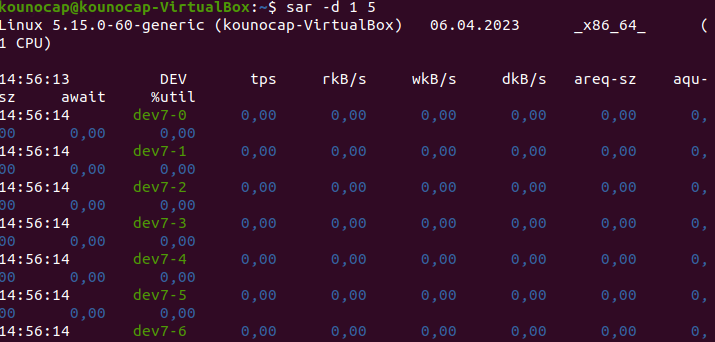 kounocap@kounocap-VirtualBox:~$ sar -d 1 5
Linux 5.15.0-60-generic (kounocap-VirtualBox) 06.04.2023 _x86_64_ (
1 CPU)
14:56:13 DEV tps rkB/s wkB/s dkB/s areq-sz aqu-
sz await %util
14:56:14 dev7-0 0,00 0,00 0,00 0,00 0,00 0,
00 0,00 0,00
14:56:14 dev7-1 0,00 0,00 0,00 0,00 0,00 0,
00 0,00 0,00
14:56:14 dev7-2 0,00 0,00 0,00 0,00 0,00 0,
00 0,00 0,00
14:56:14 dev7-3 0,00 0,00 0,00 0,00 0,00 0,
00 0,00 0,00
14:56:14 dev7-4 0,00 0,00 0,00 0,00 0,00 0,
00 0,00 0,00
14:56:14 dev7-5 0,00 0,00 0,00 0,00 0,00 0,
00 0,00 0,00
14:56:14 dev7-6 0,00 0,00 0,00 0,00 0,00 0,